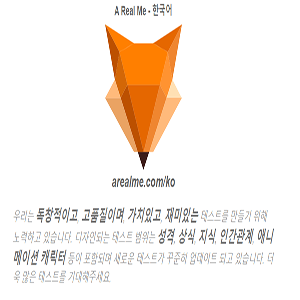 A Real Me - 한국어
arealme.com/ko
우리는 독창적이고, 고품질이며, 가치있고, 재미있는 테스트를 만들기 위해
노력하고 있습니다. 디자인되는 테스트 범위는 성격, 상식, 지식, 인간관계, 애니
메이션 캐릭터 등이 포함되며 새로운 테스트가 꾸준히 업데이트 되고 있습니다. 더
욱 많은 테스트를 기대해주세요.